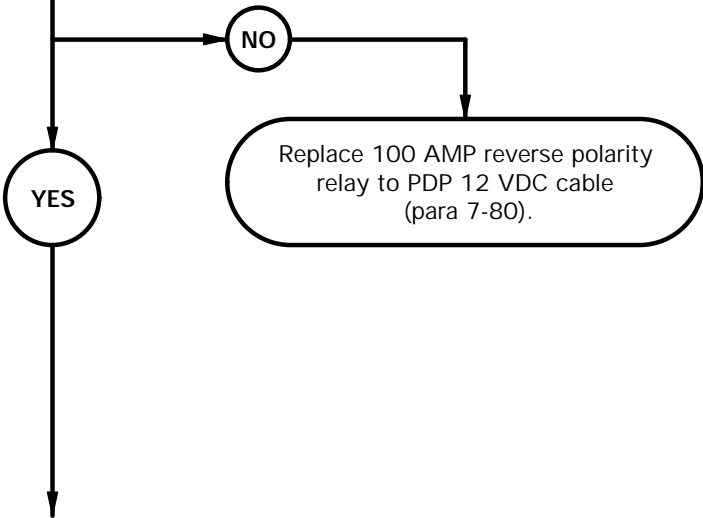 NO
YES
Replace 100 AMP reverse polarity
relay to PDP 12 VDC cable
(para 7-80).